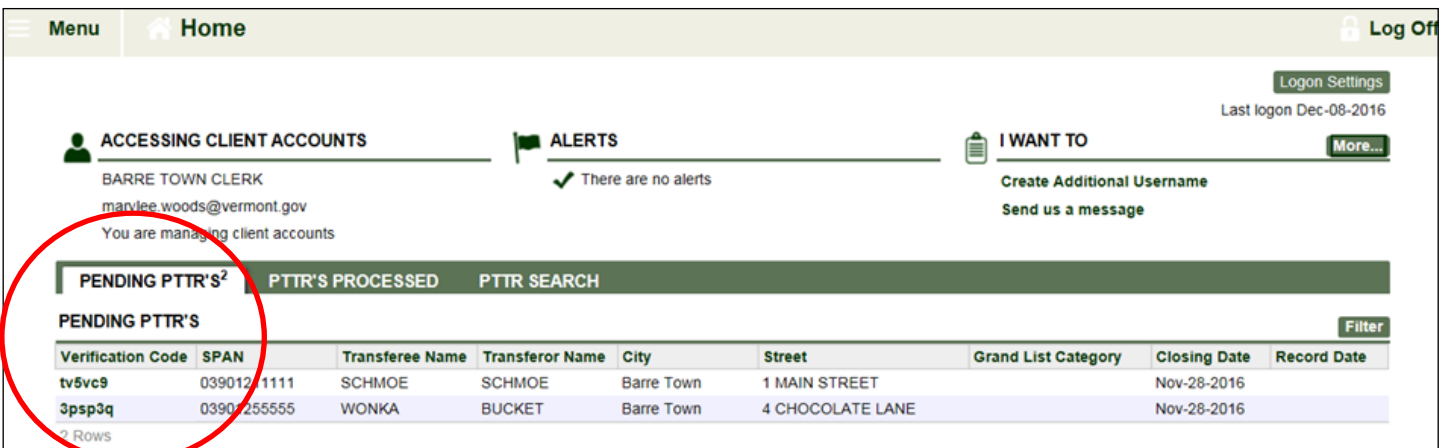 Menu Home Log Off
Logon Settings
Last logon Dec-08-2016
ACCESSING CLIENT ACCOUNTS
BARRE TOWN CLERK
marylee.woods@vermont.gov
You are managing client accounts
ALERTS
There are no alerts
I WANT TO More...
Create Additional Username
Send us a message
PENDING PTTR'S2 PTTR'S PROCESSED PTTR SEARCH
PENDING PTTR'S Filter
Verification Code SPAN Transferee Name Transferor Name City Street Grand List Category Closing Date Record Date
tv5vc9 03901211111 SCHMOE SCHMOE Barre Town 1 MAIN STREET Nov-28-2016
3psp3q 03901255555 WONKA BUCKET Barre Town 4 CHOCOLATE LANE Nov-28-2016
2 Rows